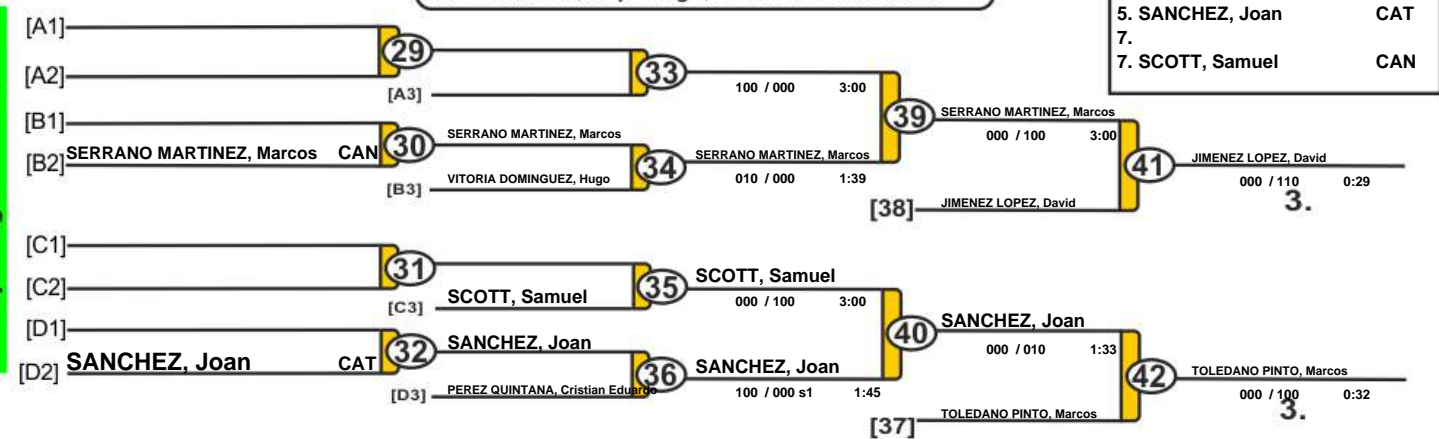 5. SANCHEZ, Joan CAT
7.
7. SCOTT, Samuel CAN
[A1]
29
[A2]
33
[A3]
100 / 000 3:00
[B1]
39
SERRANO MARTINEZ, Marcos
000 / 100 3:00
SERRANO MARTINEZ, Marcos
[B2] SERRANO MARTINEZ, Marcos CAN
30
34
SERRANO MARTINEZ, Marcos
010 / 000 1:39
41
JIMENEZ LOPEZ, David
000 / 110 0:29
3.
[B3] VITORIA DOMINGUEZ, Hugo
[38] JIMENEZ LOPEZ, David
[C1]
31
[C2]
35
SCOTT, Samuel
000 / 100 3:00
[C3] SCOTT, Samuel
[D1]
40
SANCHEZ, Joan
000 / 010 1:33
[D2] SANCHEZ, Joan CAT
32
SANCHEZ, Joan
36
SANCHEZ, Joan
100 / 000 s1 1:45
42
TOLEDANO PINTO, Marcos
000 / 100 0:32
3.
[D3] PEREZ QUINTANA, Cristian Eduardo
[37] TOLEDANO PINTO, Marcos